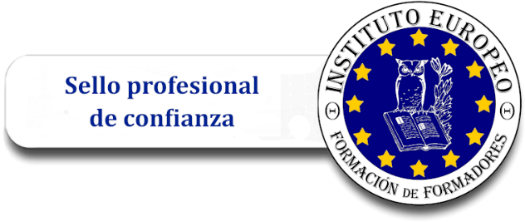 Sello profesional
de confianza
INSTITUTO EUROPEO
FORMACIÓN DE FORMADORES